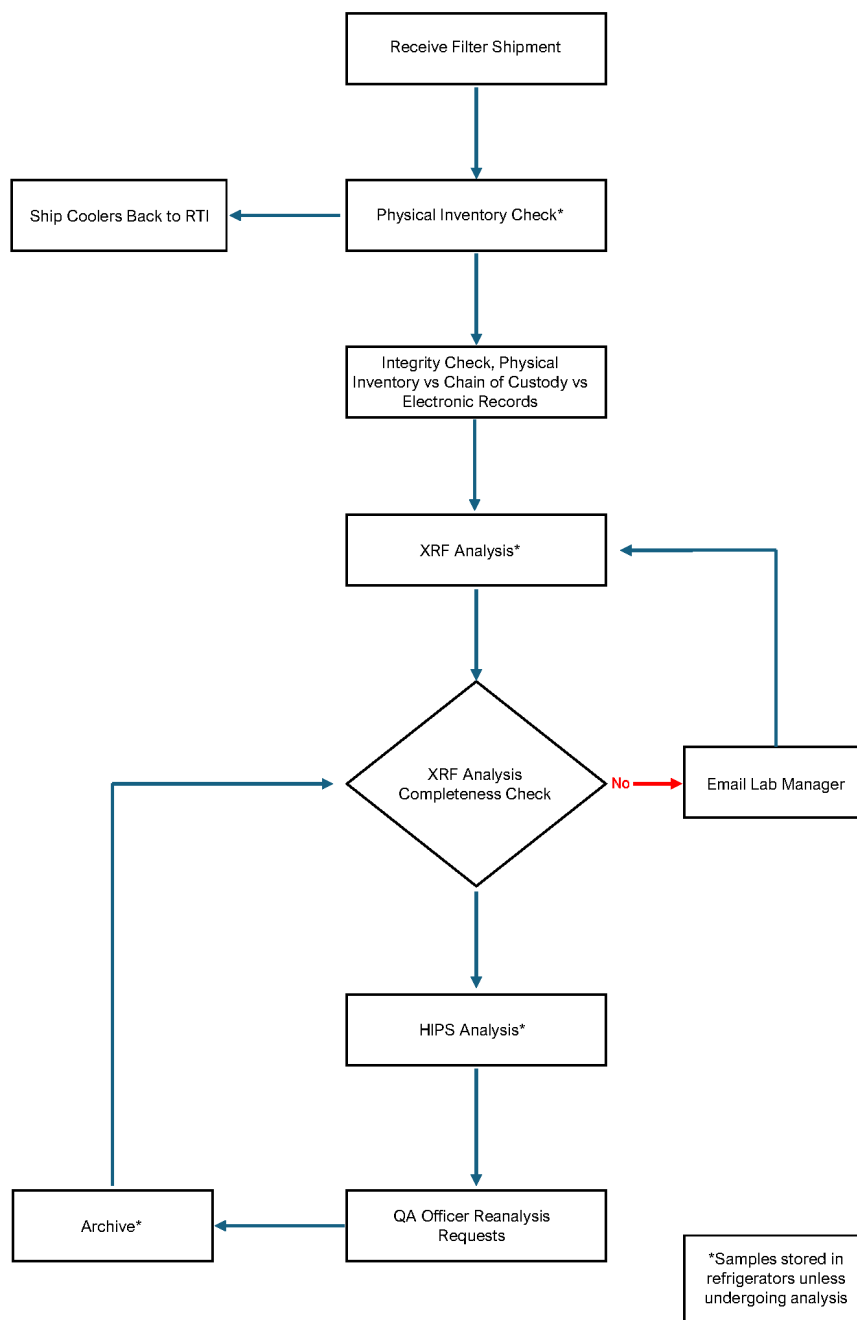 Receive Filter Shipment
Ship Coolers Back to RTI
Physical Inventory Check*
Integrity Check, Physical
Inventory vs Chain of Custody vs
Electronic Records
XRF Analysis*
XRF Analysis
Completeness Check
No
Email Lab Manager
HIPS Analysis*
Archive*
QA Officer Reanalysis
Requests
*Samples stored in
refrigerators unless
undergoing analysis